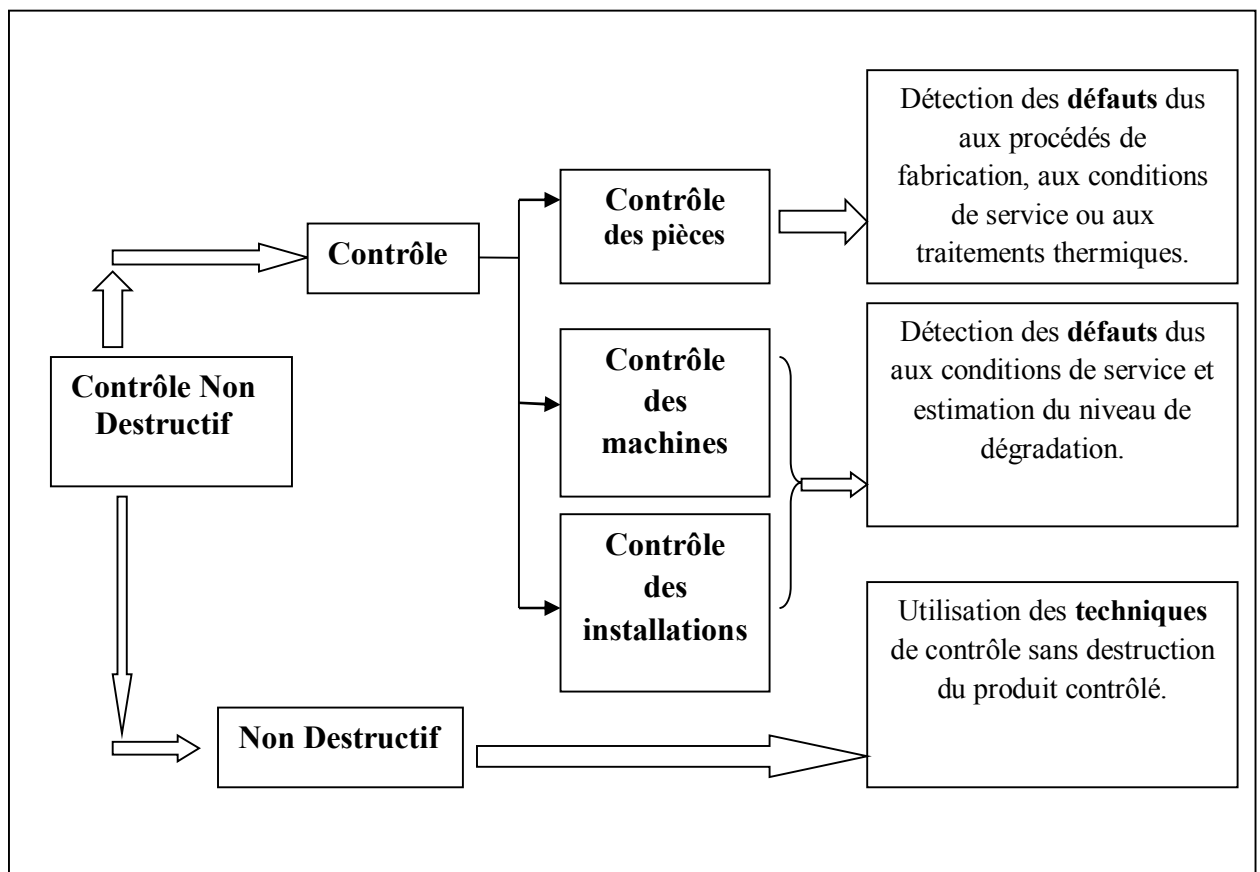 Contrôle Non
Destructif
Contrôle
Contrôle
des pièces
Détection des défauts dus
aux procédés de
fabrication, aux conditions
de service ou aux
traitements thermiques.
Contrôle
des
machines
Contrôle
des
installations
Détection des défauts dus
aux conditions de service et
estimation du niveau de
dégradation.
Non Destructif
Utilisation des techniques
de contrôle sans destruction
du produit contrôlé.